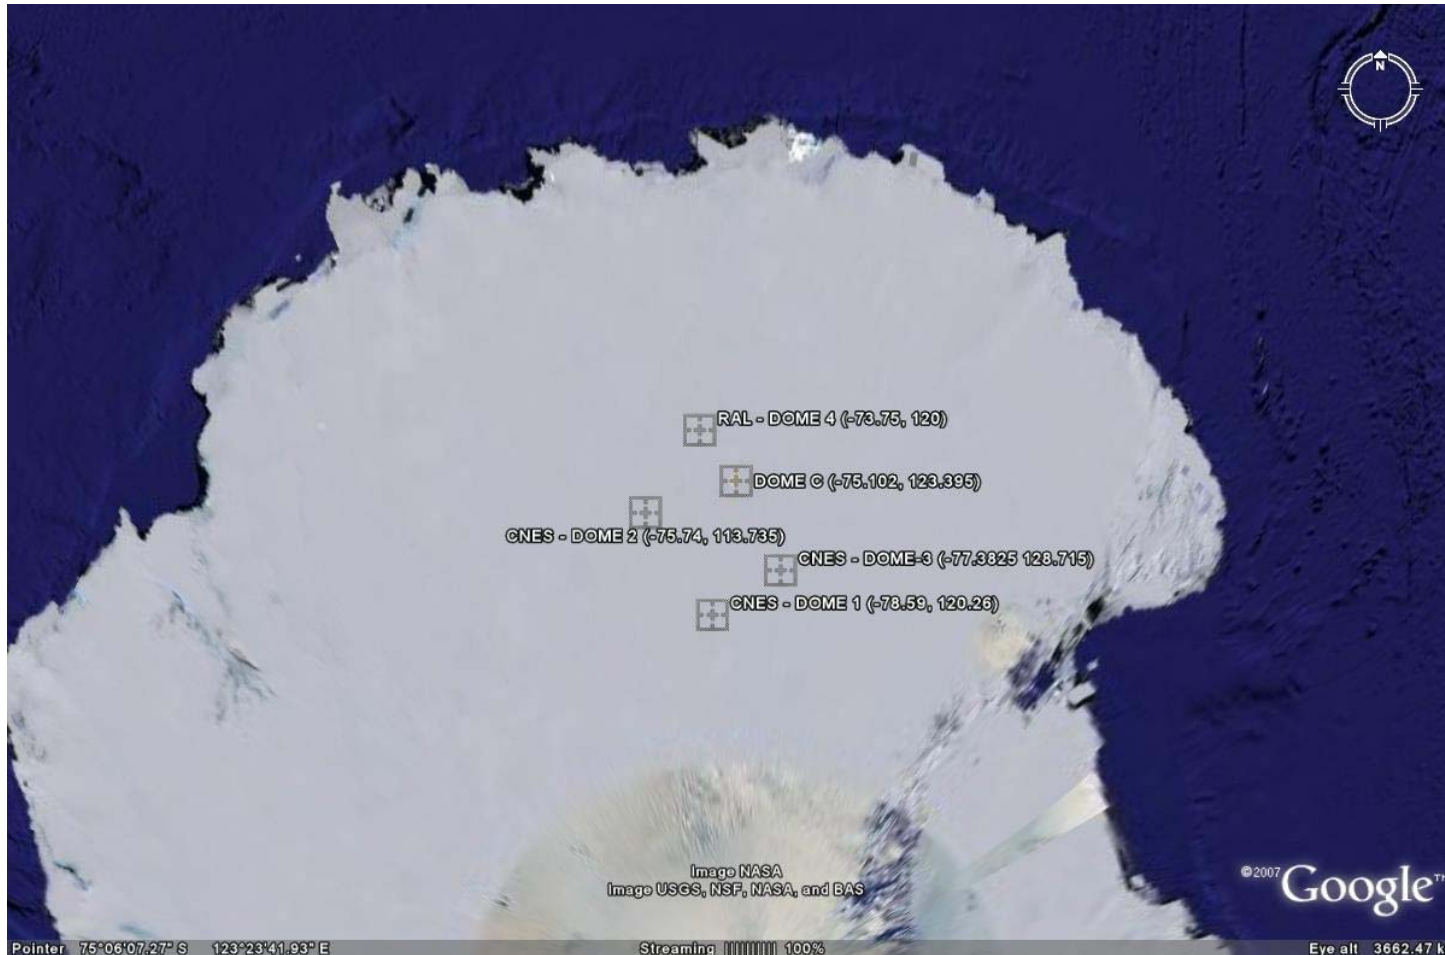 N
RAL - DOME 4 (-73.75, 120)
DOME C (-75.102, 123.395)
CNES - DOME 2 (-75.74, 113.735)
CNES - DOME-3 (-77.3825 128.715)
CNES - DOME 1 (-78.59, 120.26)
Image NASA
Image USGS, NSF, NASA, and BAS
©2007 Google™
Pointer 75°06'07.27" S 123°23'41.93" E Streaming |||||||||| 100% Eye alt 3662.47 k